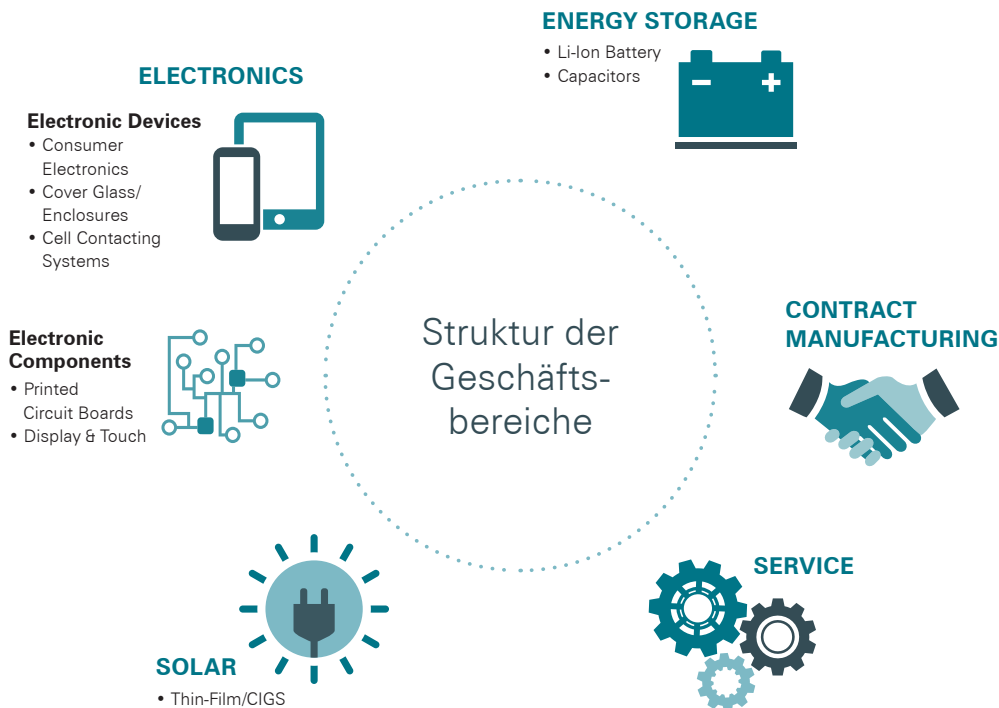 ENERGY STORAGE
• Li-Ion Battery
• Capacitors
ELECTRONICS
Electronic Devices
• Consumer
Electronics
• Cover Glass/
Enclosures
• Cell Contacting
Systems
Electronic
Components
• Printed
Circuit Boards
• Display & Touch
Struktur der
Geschäfts-
bereiche
CONTRACT
MANUFACTURING
SERVICE
SOLAR
• Thin-Film/CIGS